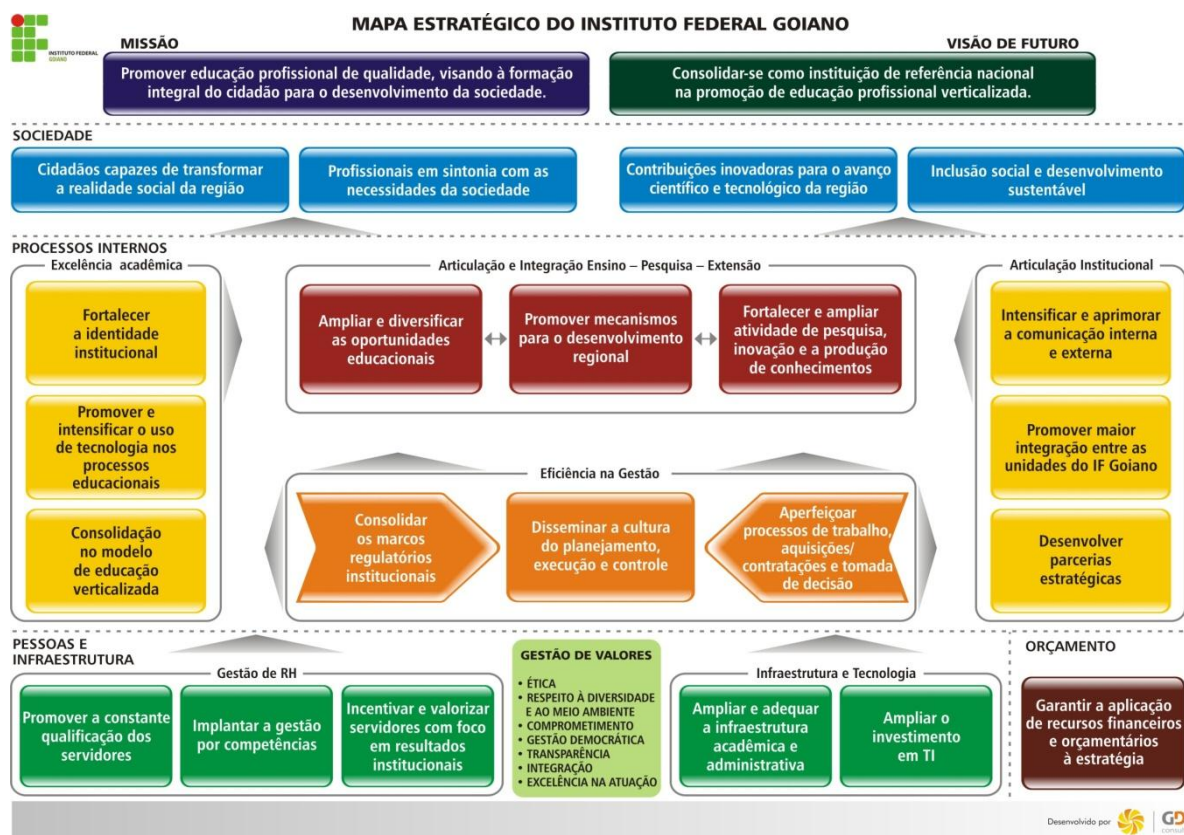 MAPA ESTRATÉGICO DO INSTITUTO FEDERAL GOIANO
INSTITUTO FEDERAL
GOIANO
MISSÃO
Promover educação profissional de qualidade, visando à formação
integral do cidadão para o desenvolvimento da sociedade.
VISÃO DE FUTURO
Consolidar-se como instituição de referência nacional
na promoção de educação profissional verticalizada.
SOCIEDADE
Cidadãos capazes de transformar
a realidade social da região
Profissionais em sintonia com as
necessidades da sociedade
Contribuições inovadoras para o avanço
científico e tecnológico da região
Inclusão social e desenvolvimento
sustentável
PROCESSOS INTERNOS
Excelência acadêmica
Fortalecer
a identidade
institucional
Promover e
intensificar o uso
de tecnologia nos
processos
educacionais
Consolidação
no modelo
de educação
verticalizada
Articulação e Integração Ensino – Pesquisa – Extensão
Ampliar e diversificar
as oportunidades
educacionais
Promover mecanismos
para o desenvolvimento
regional
Fortalecer e ampliar
atividade de pesquisa,
inovação e a produção
de conhecimentos
Eficiência na Gestão
Consolidar
os marcos
regulatórios
institucionais
Disseminar a cultura
do planejamento,
execução e controle
Aperfeiçoar
processos de trabalho,
aquisições/
contratações e tomada
de decisão
Articulação Institucional
Intensificar e aprimorar
a comunicação interna
e externa
Promover maior
integração entre as
unidades do IF Goiano
Desenvolver
parcerias
estratégicas
PESSOAS E
INFRAESTRUTURA
Gestão de RH
Promover a constante
qualificação dos
servidores
Implantar a gestão
por competências
Incentivar e valorizar
servidores com foco
em resultados
institucionais
GESTÃO DE VALORES
• ÉTICA
• RESPEITO À DIVERSIDADE
E AO MEIO AMBIENTE
• COMPROMETIMENTO
• GESTÃO DEMOCRÁTICA
• TRANSPARÊNCIA
• INTEGRAÇÃO
• EXCELÊNCIA NA ATUAÇÃO
Infraestrutura e Tecnologia
Ampliar e adequar
a infraestrutura
acadêmica e
administrativa
Ampliar o
investimento
em TI
ORÇAMENTO
Garantir a aplicação
de recursos financeiros
e orçamentários
à estratégia
Desenvolvido por
GD
consult